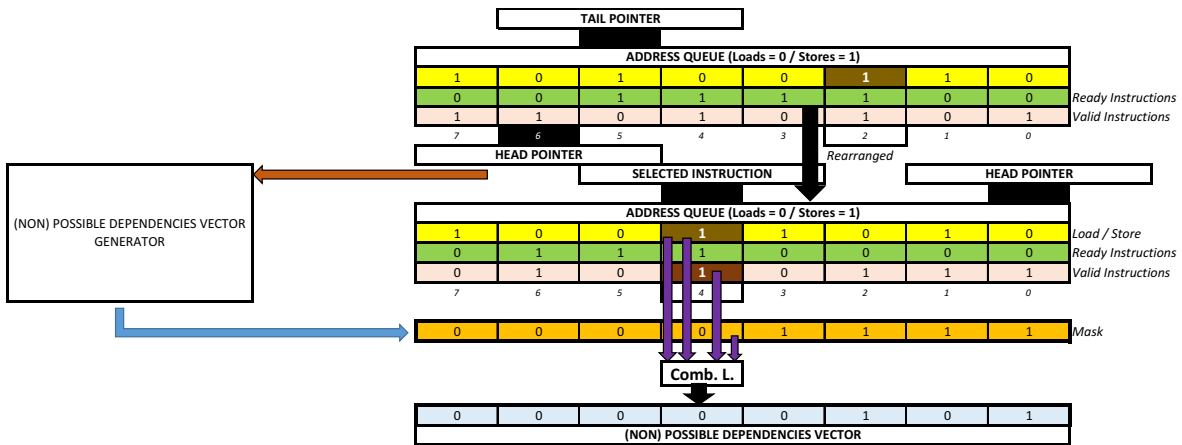 TAIL POINTER
ADDRESS QUEUE (Loads = 0 / Stores = 1)
1 0 1 0 0 1 1 0
0 0 1 1 1 1 0 0 Ready Instructions
1 1 0 1 0 1 0 1 Valid Instructions
7 6 5 4 3 2 1 0
HEAD POINTER
Rearranged
SELECTED INSTRUCTION
HEAD POINTER
(NON) POSSIBLE DEPENDENCIES VECTOR
GENERATOR
ADDRESS QUEUE (Loads = 0 / Stores = 1)
1 0 0 1 1 0 1 0 Load / Store
0 1 1 1 0 0 0 0 Ready Instructions
0 1 0 1 0 1 1 1 Valid Instructions
7 6 5 4 3 2 1 0
0 0 0 0 1 1 1 1 Mask
Comb. L.
0 0 0 0 0 1 0 1
(NON) POSSIBLE DEPENDENCIES VECTOR